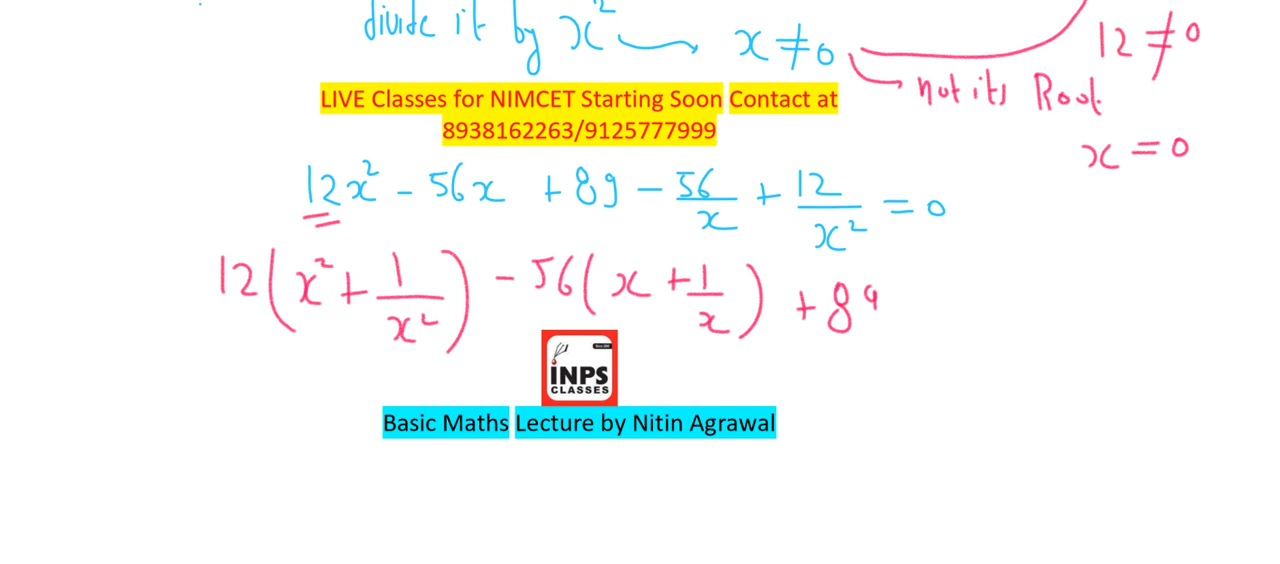 divide it by x² → x ≠ 0
12 ≠ 0
→ not its Root
x = 0
LIVE Classes for NIMCET Starting Soon Contact at
8938162263/9125777999
12x² - 56x + 89 - 56/x + 12/x² = 0
12(x² + 1/x²) - 56(x + 1/x) + 89
iNPS
CLASSES
Basic Maths Lecture by Nitin Agrawal